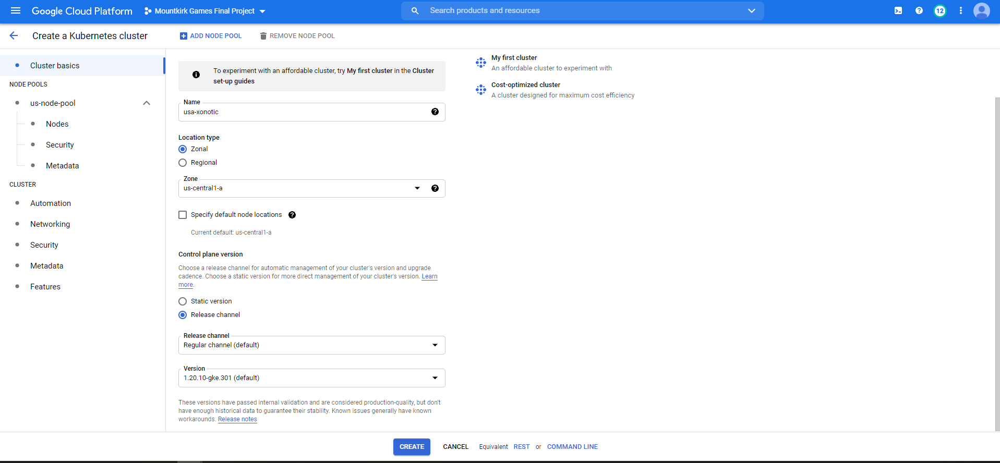 Google Cloud Platform
Mountkirk Games Final Project
Search products and resources
12
Create a Kubernetes cluster
ADD NODE POOL
REMOVE NODE POOL
Cluster basics
NODE POOLS
us-node-pool
Nodes
Security
Metadata
CLUSTER
Automation
Networking
Security
Metadata
Features
To experiment with an affordable cluster, try My first cluster in the Cluster
set-up guides
Name
usa-xonotic
Location type
Zonal
Regional
Zone
us-central1-a
Specify default node locations
Current default: us-central1-a
Control plane version
Choose a release channel for automatic management of your cluster's version and upgrade
cadence. Choose a static version for more direct management of your cluster's version. Learn
more.
Static version
Release channel
Release channel
Regular channel (default)
Version
1.20.10-gke.301 (default)
These versions have passed internal validation and are considered production-quality, but don't
have enough historical data to guarantee their stability. Known issues generally have known
workarounds. Release notes
My first cluster
An affordable cluster to experiment with
Cost-optimized cluster
A cluster designed for maximum cost efficiency
CREATE
CANCEL
Equivalent REST or COMMAND LINE